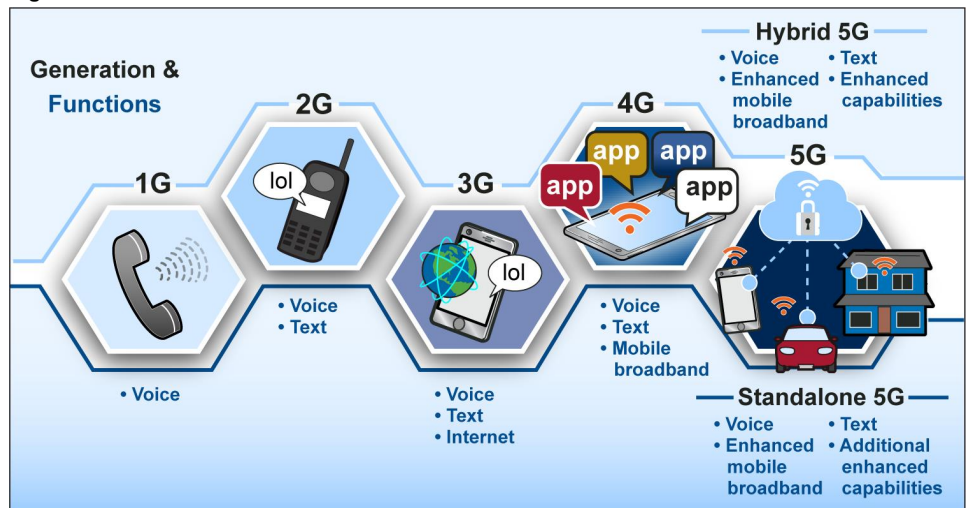 Generation &
Functions
1G
• Voice
2G
lol
• Voice
• Text
3G
lol
• Voice
• Text
• Internet
4G
app
app
app
app
• Voice
• Text
• Mobile
broadband
5G
Hybrid 5G
• Voice
• Enhanced
mobile
broadband
• Text
• Enhanced
capabilities
Standalone 5G
• Voice
• Enhanced
mobile
broadband
• Text
• Additional
enhanced
capabilities